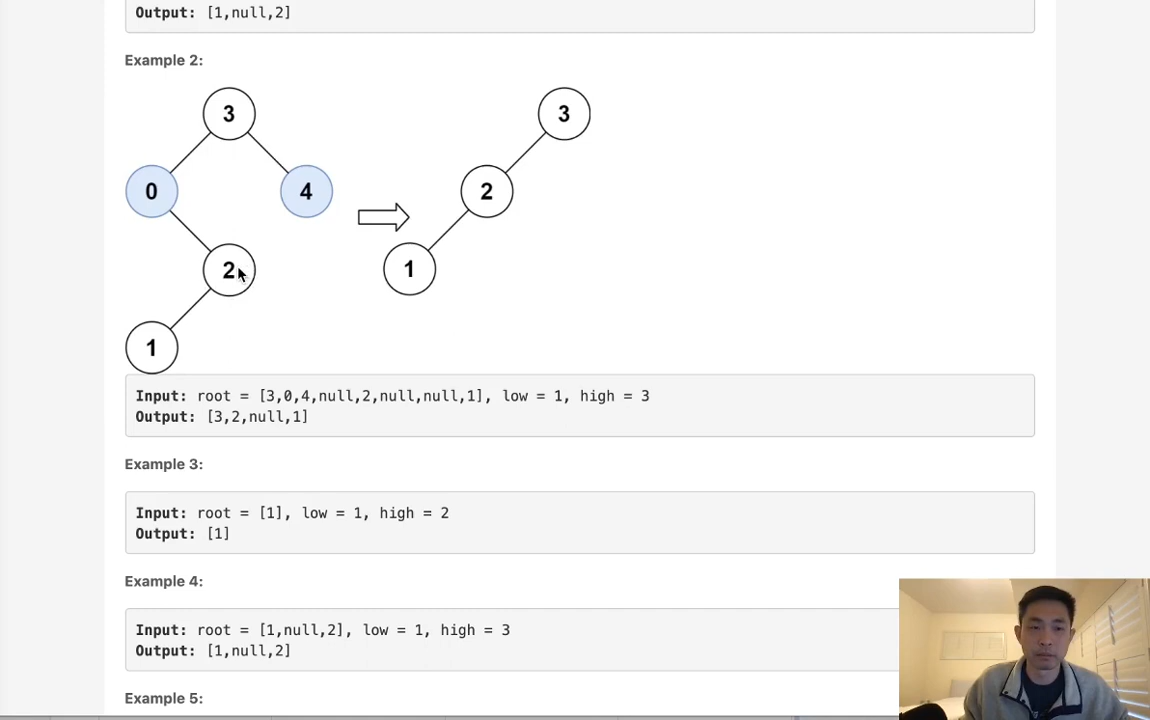 Output: [1,null,2]
Example 2:
3
3
0
4
2
2
1
1
Input: root = [3,0,4,null,2,null,null,1], low = 1, high = 3
Output: [3,2,null,1]
Example 3:
Input: root = [1], low = 1, high = 2
Output: [1]
Example 4:
Input: root = [1,null,2], low = 1, high = 3
Output: [1,null,2]
Example 5: